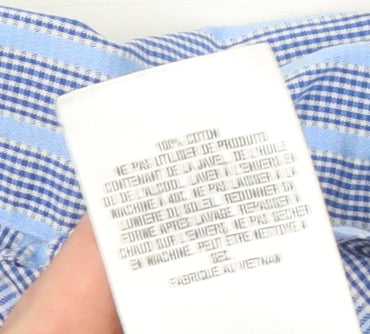 100% COTON
NE PAS UTILISER DE PRODUITS
CONTENANT DE LA JAVEL, DE L'HUILE
OU DE L'ALCOOL. LAVER À L'ENVERS EN
MACHINE À 40C. NE PAS LAISSER À LA
LUMIÈRE DU SOLEIL. REDONNER SA
FORME APRÈS LAVAGE. REPASSER À
CHAUD SUR L'ENVERS. NE PAS SÉCHER
EN MACHINE. PEUT ÊTRE NETTOYÉ À
SEC.
FABRIQUÉ AU VIETNAM